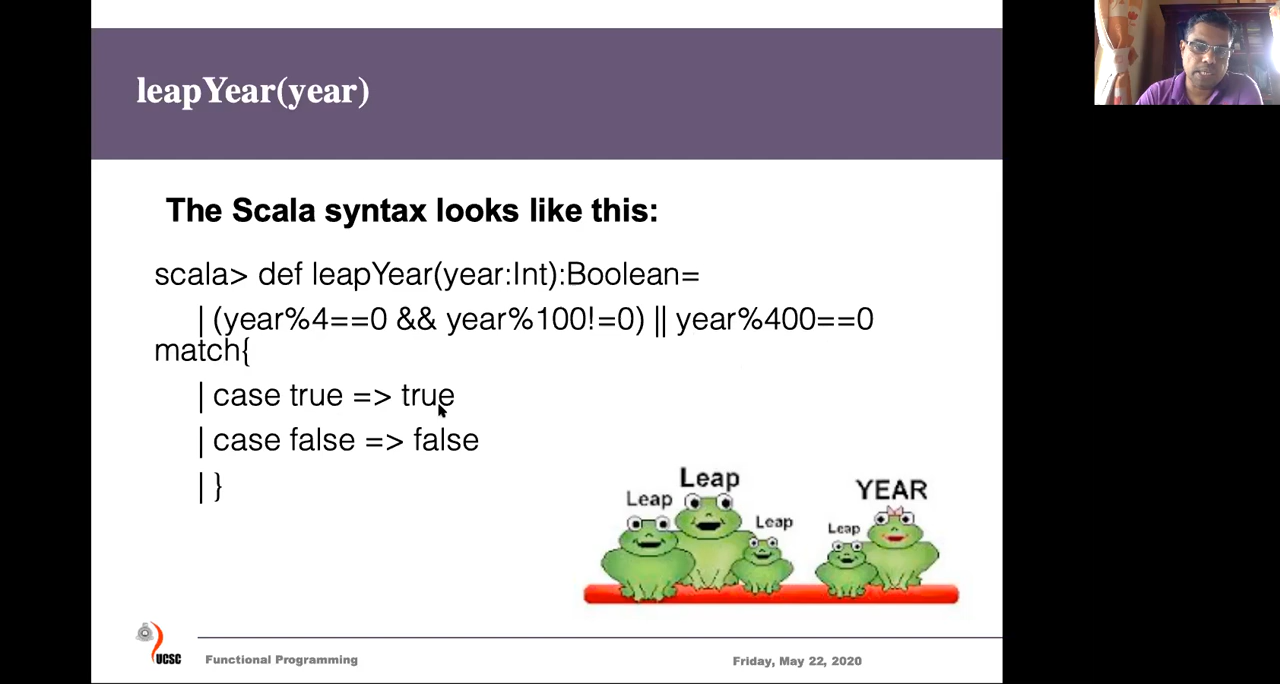 leapYear(year)
The Scala syntax looks like this:
scala> def leapYear(year:Int):Boolean=
| (year%4==0 && year%100!=0) || year%400==0
match{
| case true => true
| case false => false
| }
Leap
Leap
Leap
Leap
YEAR
UCSC
Functional Programming
Friday, May 22, 2020